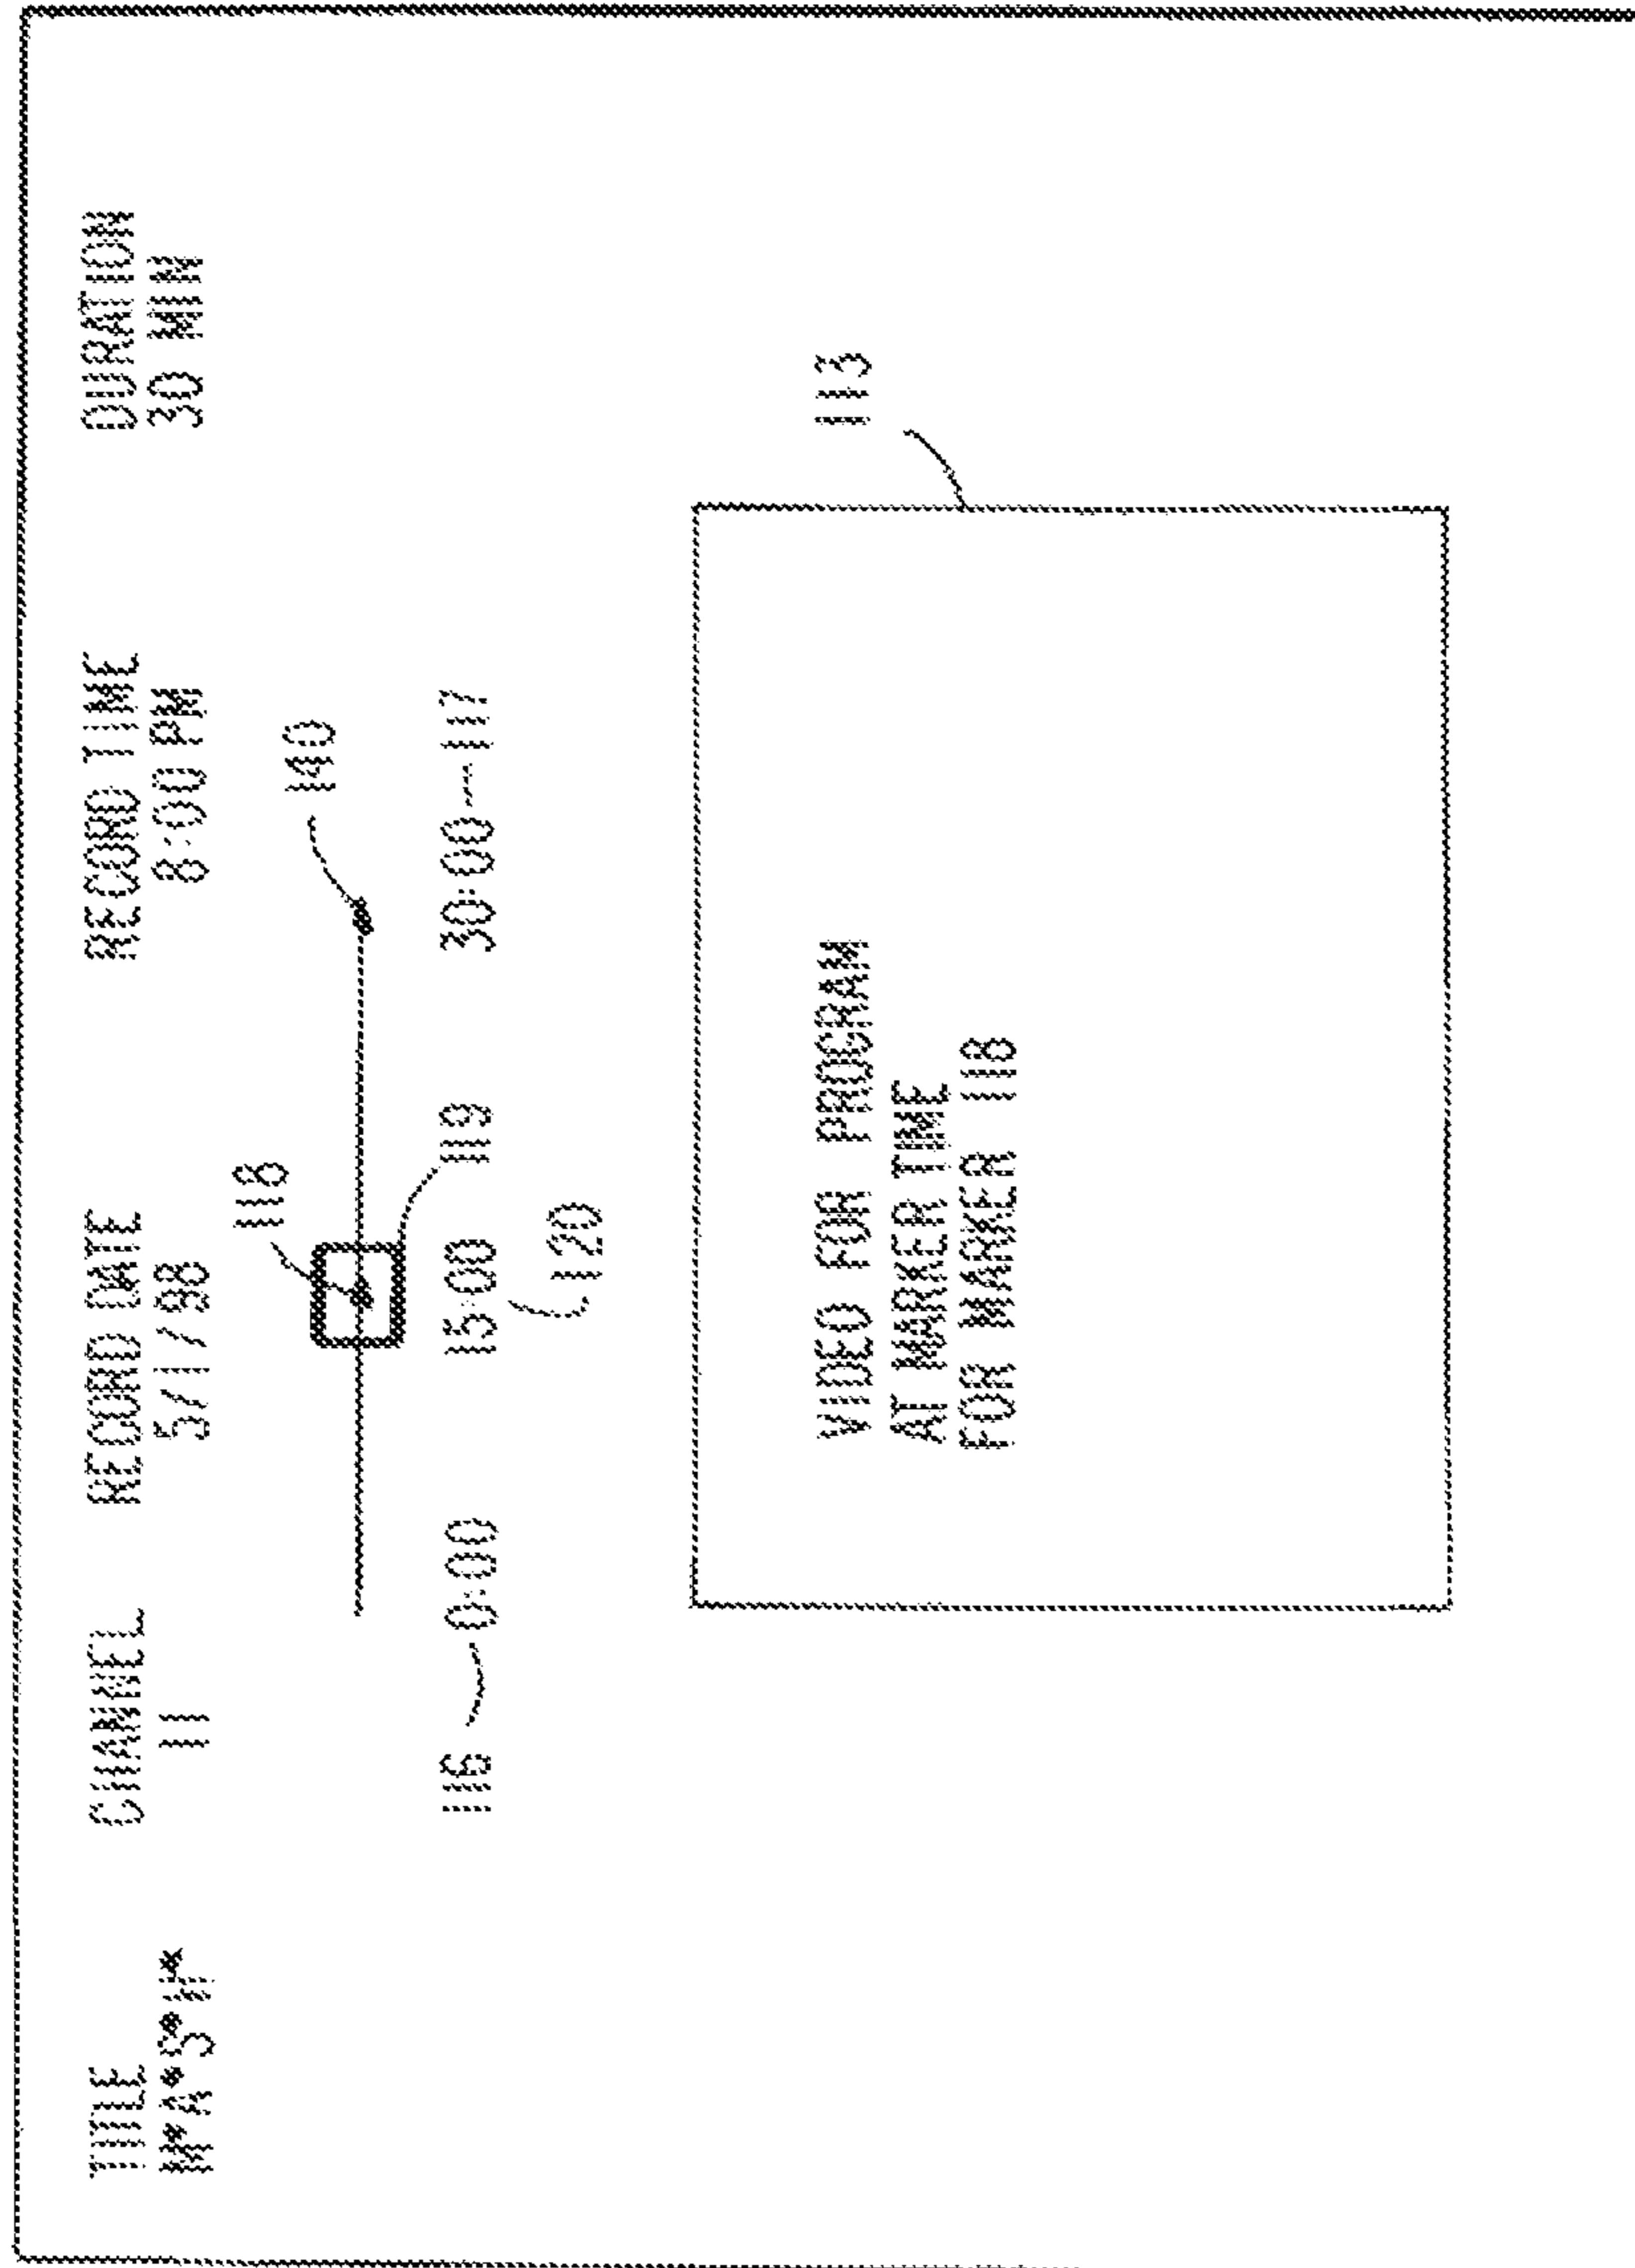 TITLE CHANNEL RECORD DATE RECORD TIME DURATION
M*A*S*H* 11 5/1/98 8:00 PM 30 MIN
118 140
116 0:00 15:00 119 30:00 117
120
113
VIDEO FOR PROGRAM
AT MARKER TIME
FOR MARKER 118